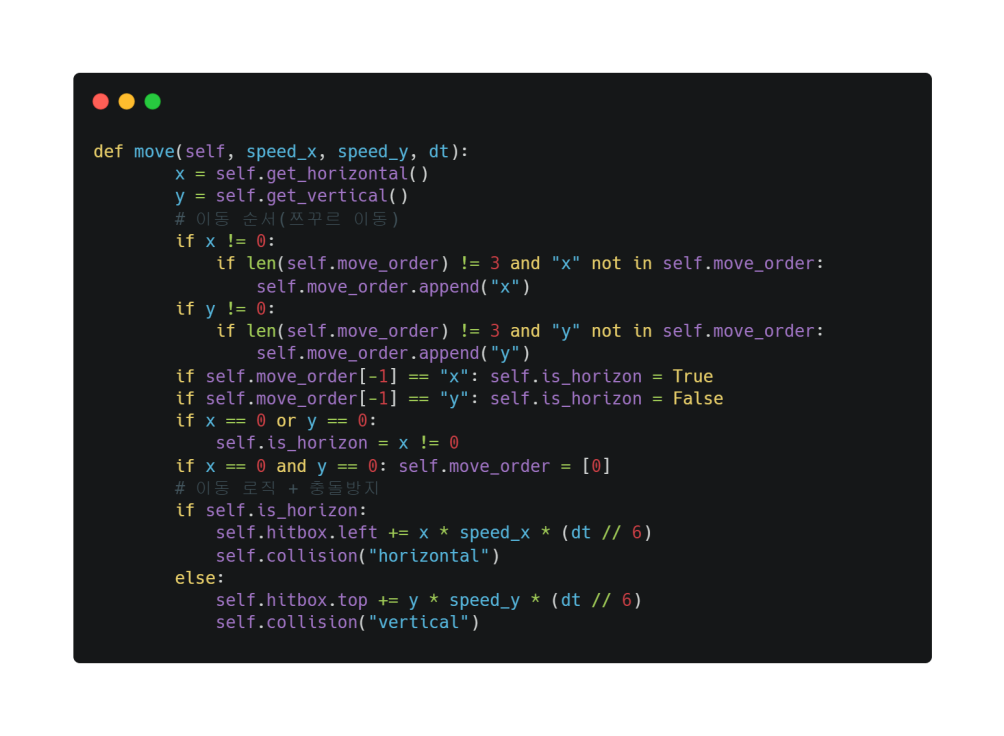 def move(self, speed_x, speed_y, dt):
        x = self.get_horizontal()
        y = self.get_vertical()
        # 이동 순서(쯔꾸르 이동)
        if x != 0:
            if len(self.move_order) != 3 and "x" not in self.move_order:
                self.move_order.append("x")
        if y != 0:
            if len(self.move_order) != 3 and "y" not in self.move_order:
                self.move_order.append("y")
        if self.move_order[-1] == "x": self.is_horizon = True
        if self.move_order[-1] == "y": self.is_horizon = False
        if x == 0 or y == 0:
            self.is_horizon = x != 0
        if x == 0 and y == 0: self.move_order = [0]
        # 이동 로직 + 충돌방지
        if self.is_horizon:
            self.hitbox.left += x * speed_x * (dt // 6)
            self.collision("horizontal")
        else:
            self.hitbox.top += y * speed_y * (dt // 6)
            self.collision("vertical")